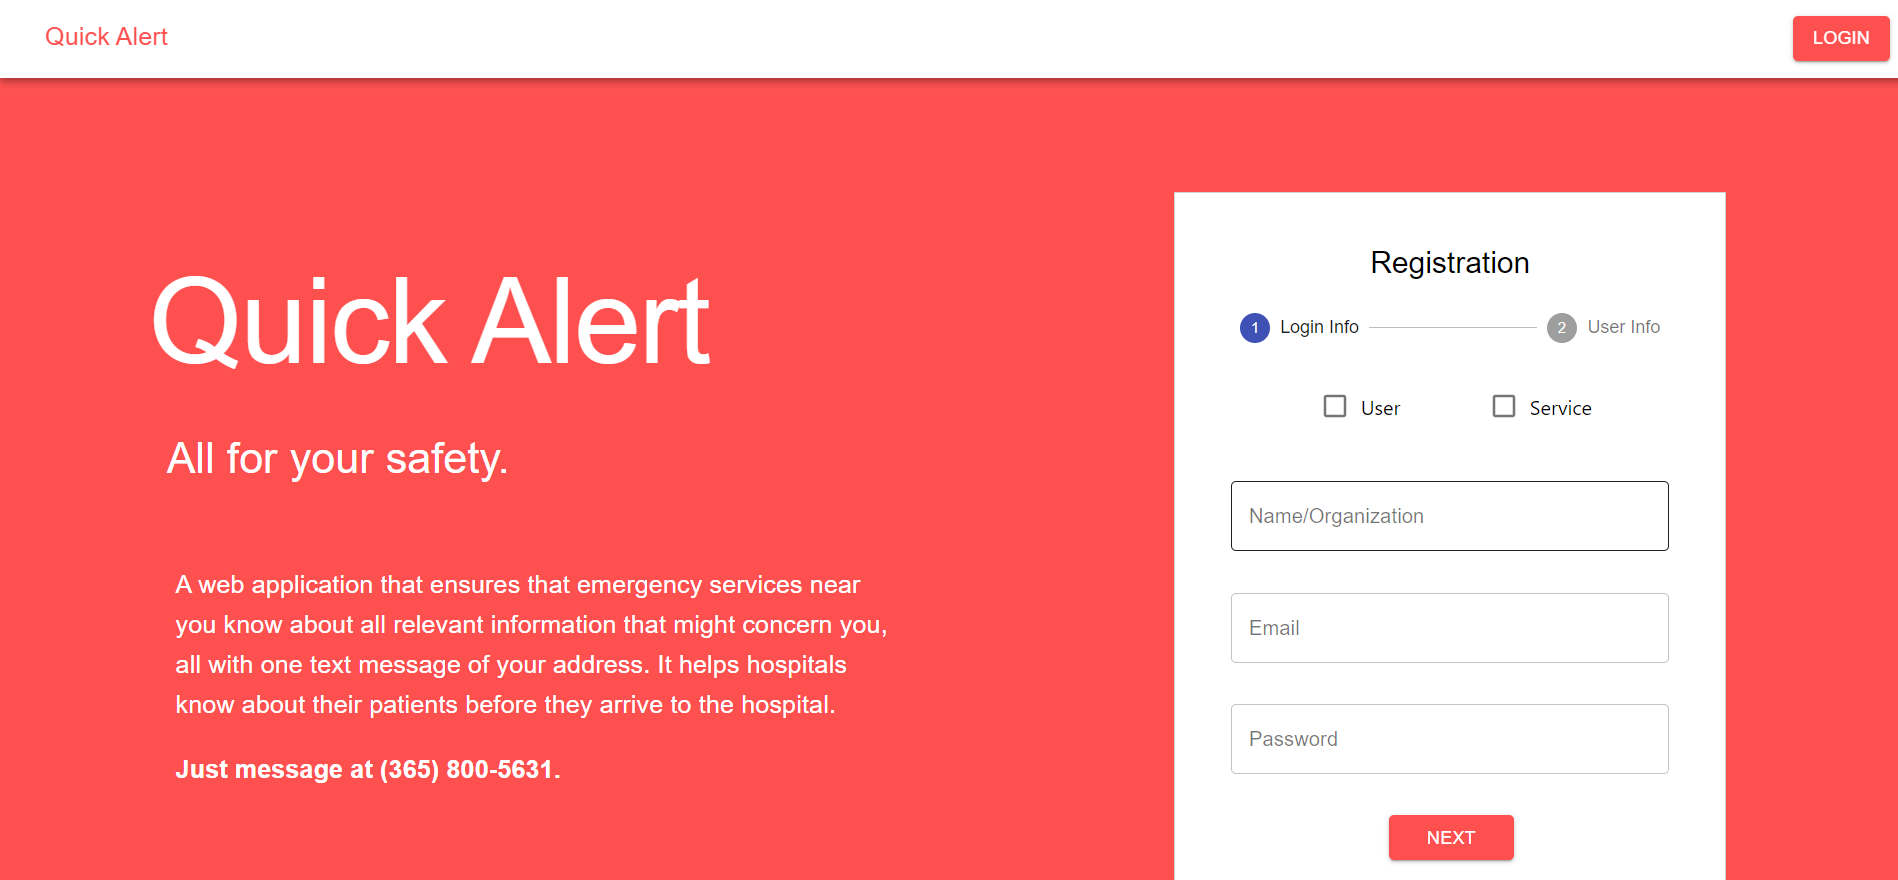 Quick Alert
LOGIN
Quick Alert
All for your safety.
A web application that ensures that emergency services near
you know about all relevant information that might concern you,
all with one text message of your address. It helps hospitals
know about their patients before they arrive to the hospital.
Just message at (365) 800-5631.
Registration
1 Login Info 2 User Info
User Service
Name/Organization
Email
Password
NEXT